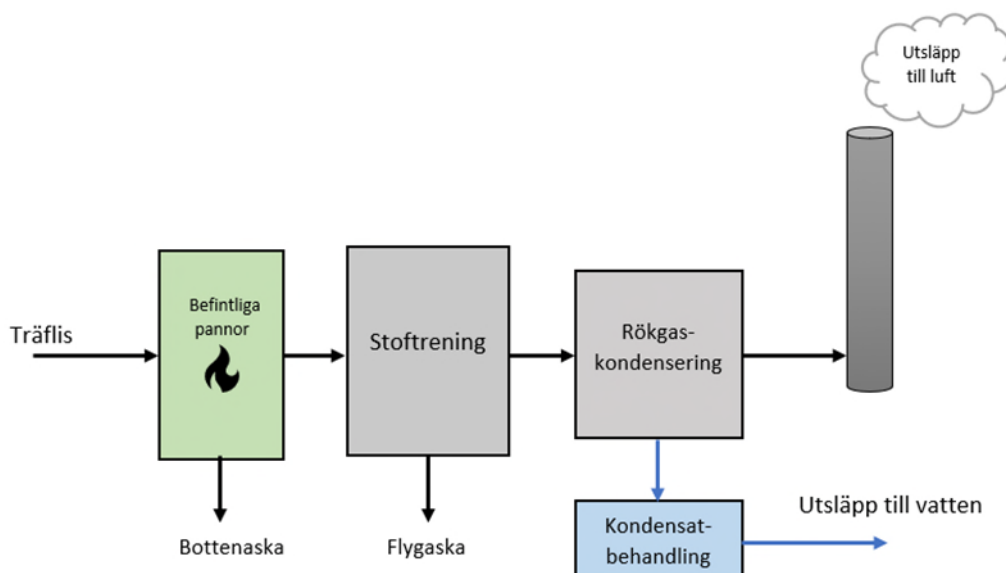 Utsläpp
till luft
Träflis
Befintliga
pannor
Stoftrening
Rökgas-
kondensering
Bottenaska
Flygaska
Kondensat-
behandling
Utsläpp till vatten